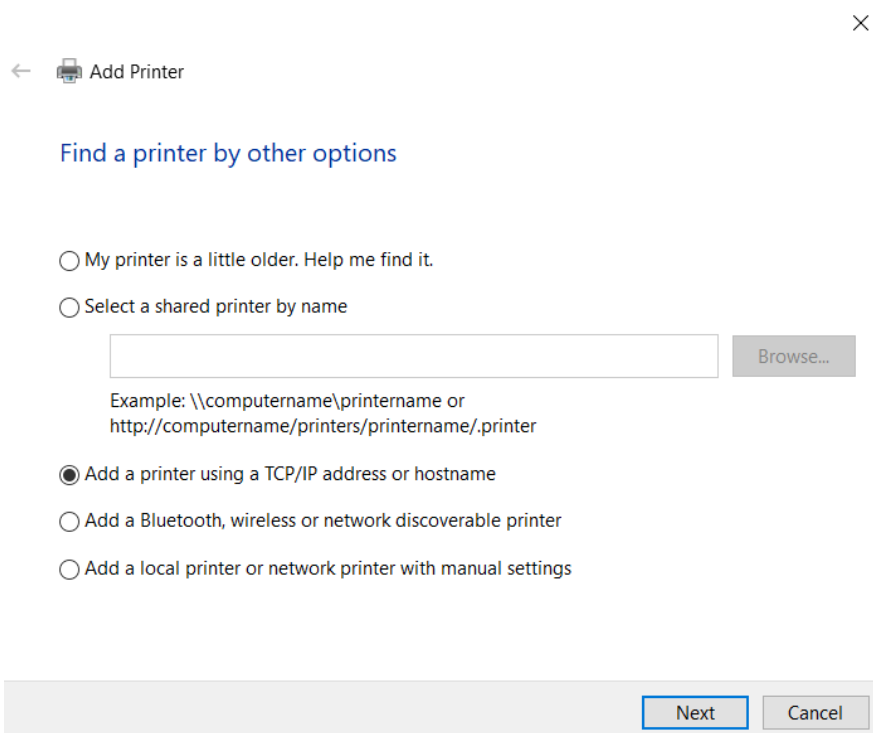 Add Printer
Find a printer by other options
My printer is a little older. Help me find it.
Select a shared printer by name
Browse...
Example: \\computername\printername or
http://computername/printers/printername/.printer
Add a printer using a TCP/IP address or hostname
Add a Bluetooth, wireless or network discoverable printer
Add a local printer or network printer with manual settings
Next Cancel